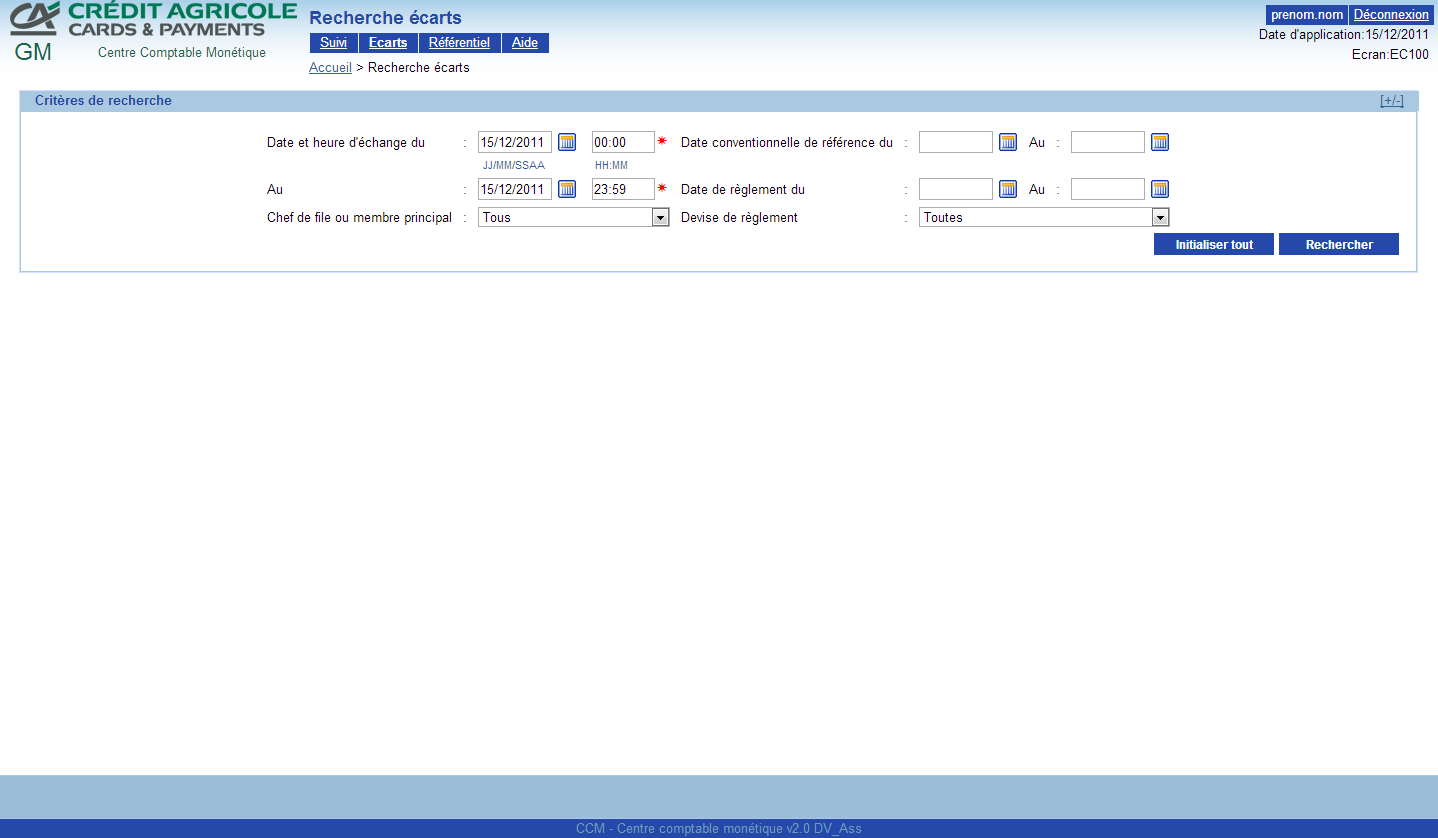 CRÉDIT AGRICOLE
CARDS & PAYMENTS
GM Centre Comptable Monétique
Recherche écarts
Suivi Ecarts Référentiel Aide
Accueil > Recherche écarts
prenom.nom Déconnexion
Date d'application:15/12/2011
Ecran:EC100
Critères de recherche [+/-]
Date et heure d'échange du : 15/12/2011 00:00 * Date conventionnelle de référence du : Au :
JJ/MM/SSAA HH:MM
Au : 15/12/2011 23:59 * Date de règlement du : Au :
Chef de file ou membre principal : Tous Devise de règlement : Toutes
Initialiser tout Rechercher
CCM - Centre comptable monétique v2.0 DV_Ass